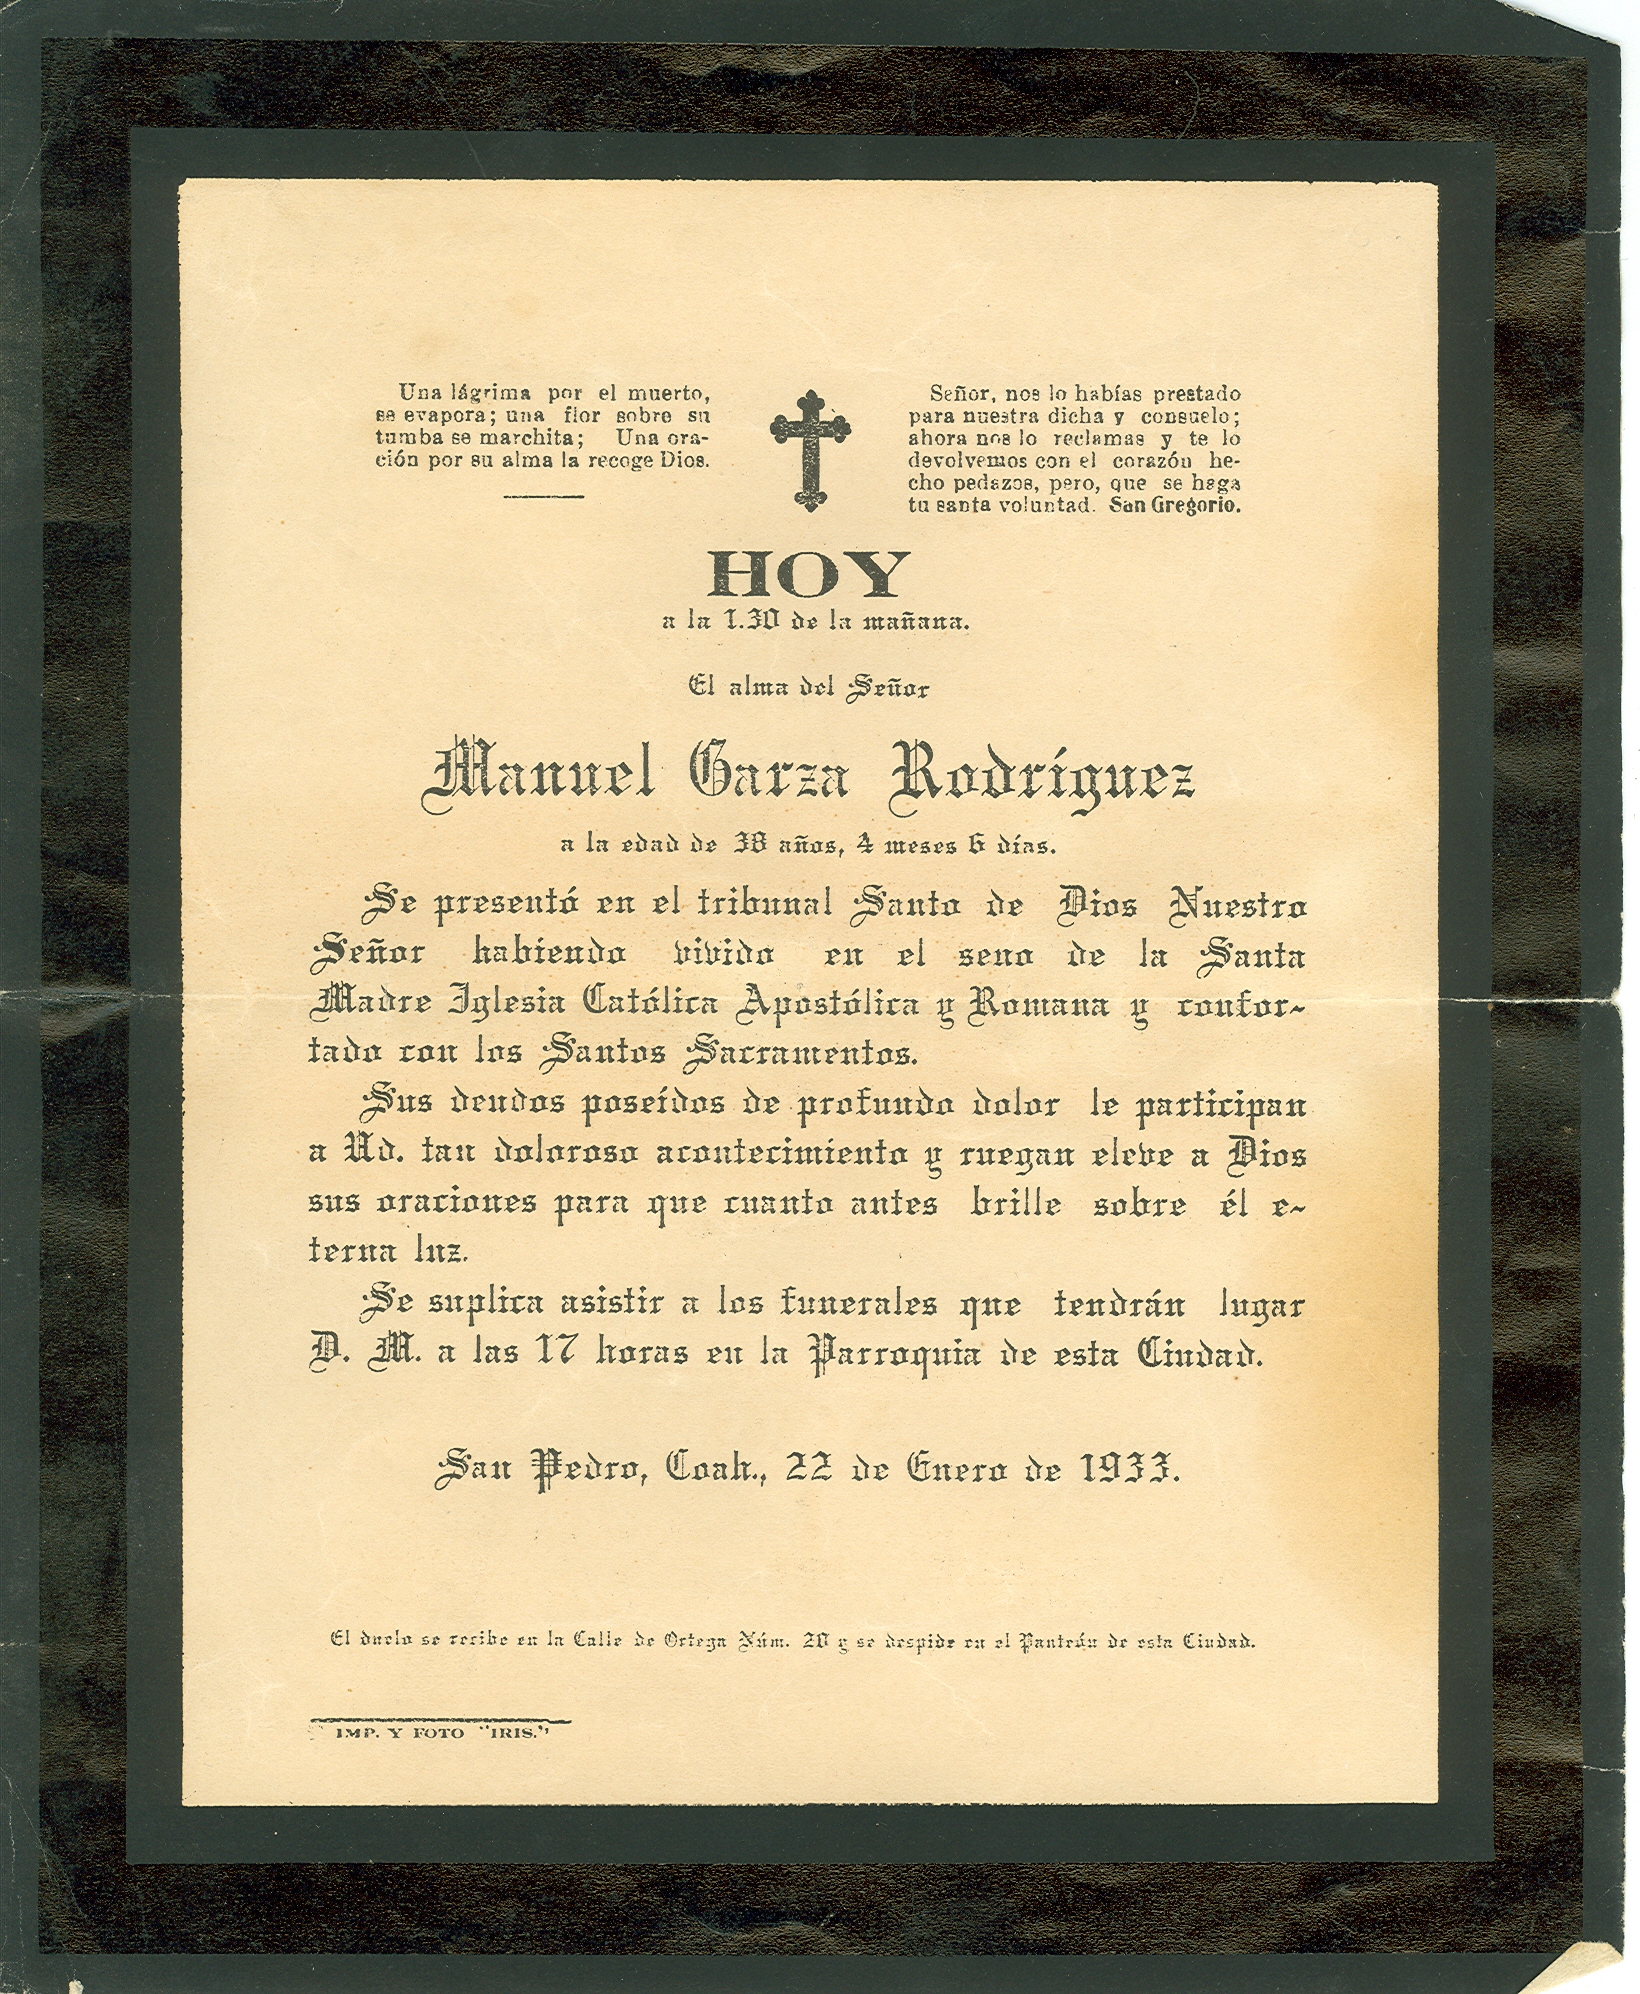 Una lágrima por el muerto,
se evapora; una flor sobre su
tumba se marchita; Una ora-
ción por su alma la recoge Dios.
Señor, nos lo habías prestado
para nuestra dicha y consuelo;
ahora nos lo reclamas y te lo
devolvemos con el corazón he-
cho pedazos, pero, que se haga
tu santa voluntad. San Gregorio.
HOY
a la 1.30 de la mañana.
El alma del Señor
Manuel Garza Rodríguez
a la edad de 38 años, 4 meses 6 días.
Se presentó en el tribunal Santo de Dios Nuestro
Señor habiendo vivido en el seno de la Santa
Madre Iglesia Católica Apostólica y Romana y confor-
tado con los Santos Sacramentos.
Sus deudos poseídos de profundo dolor le participan
a Ud. tan doloroso acontecimiento y ruegan eleve a Dios
sus oraciones para que cuanto antes brille sobre él e-
terna luz.
Se suplica asistir a los funerales que tendrán lugar
D. M. a las 17 horas en la Parroquia de esta Ciudad.
San Pedro, Coah., 22 de Enero de 1933.
El duelo se recibe en la Calle de Ortega Núm. 20 y se despide en el Panteón de esta Ciudad.
IMP. Y FOTO "IRIS."